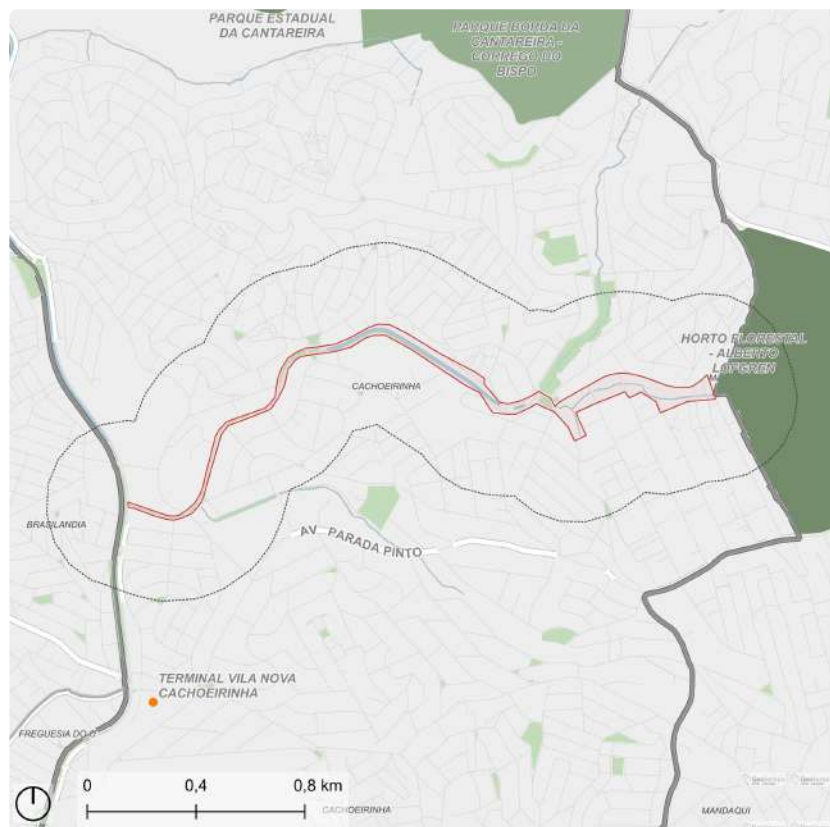 PARQUE ESTADUAL
DA CANTAREIRA
PARQUE BORDA DA
CANTAREIRA -
CÓRREGO DO
BISPO
HORTO FLORESTAL
- ALBERTO
LOFGREN
CACHOEIRINHA
BRASILANDIA
AV PARADA PINTO
TERMINAL VILA NOVA
CACHOEIRINHA
FREGUESIA DO O
0 0,4 0,8 km
CACHOEIRINHA
MANDAQUI